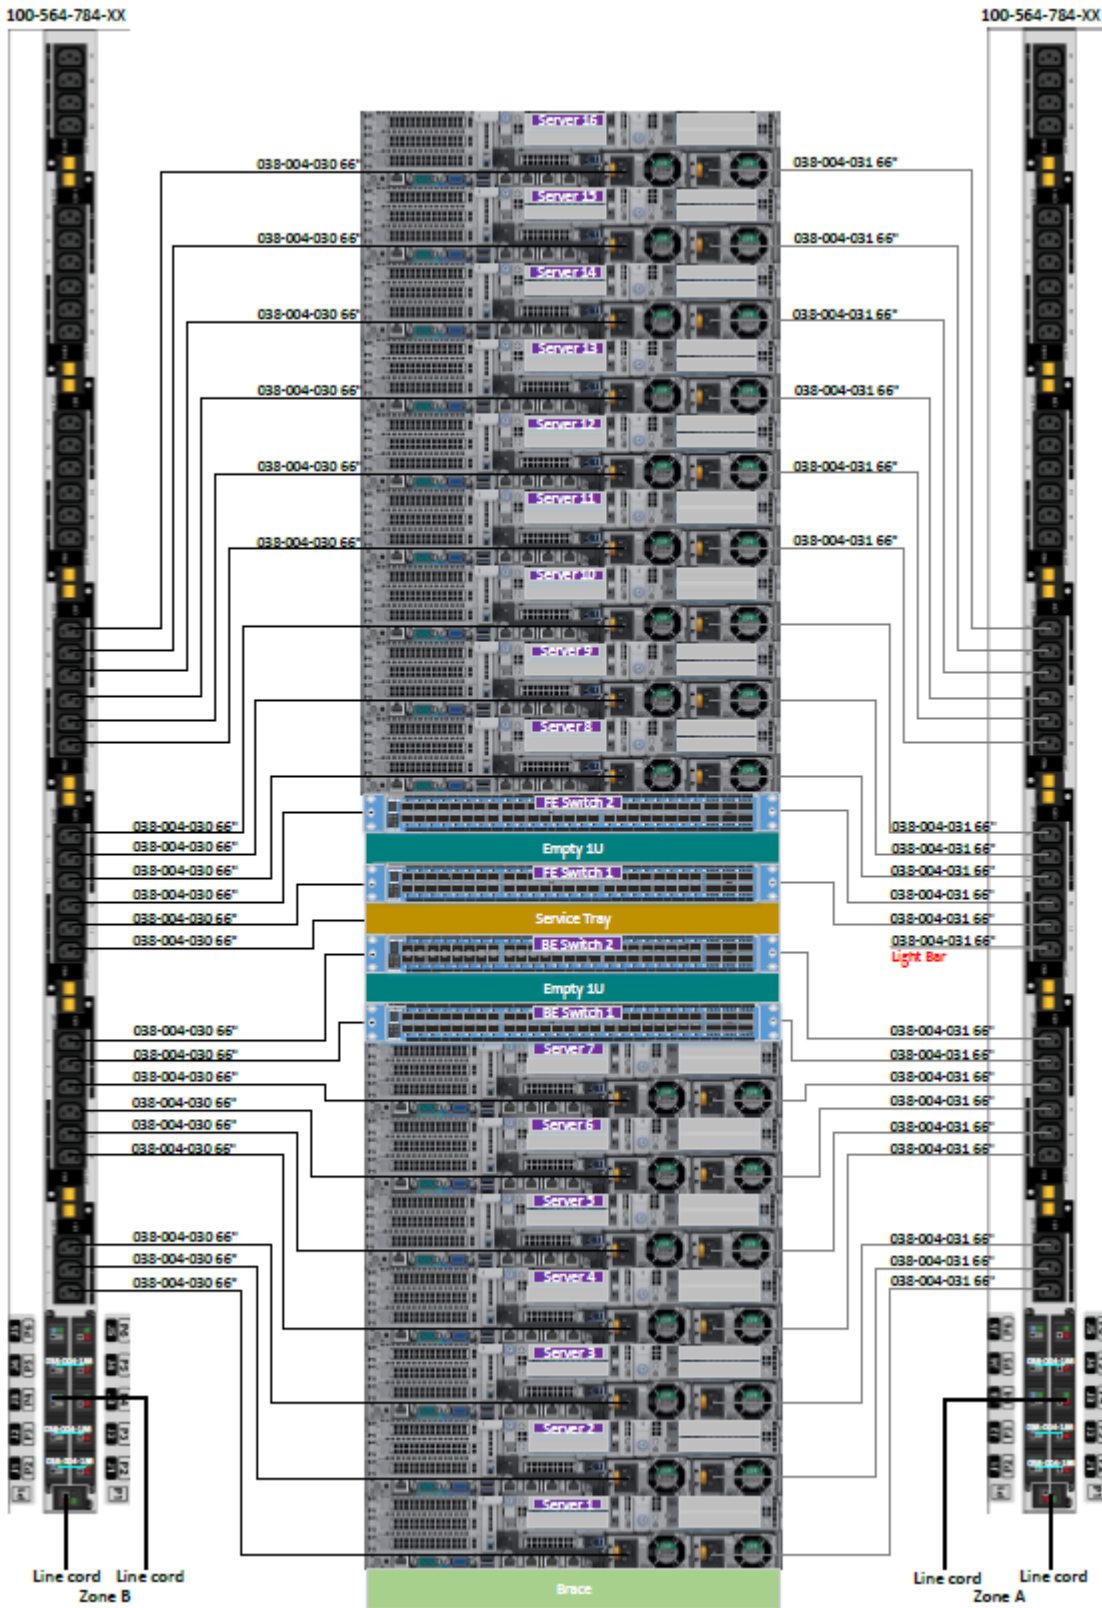 100-564-784-XX
100-564-784-XX
Server 16
038-004-030 66"
038-004-031 66"
Server 15
038-004-030 66"
038-004-031 66"
Server 14
038-004-030 66"
038-004-031 66"
Server 13
038-004-030 66"
038-004-031 66"
Server 12
038-004-030 66"
038-004-031 66"
Server 11
038-004-030 66"
038-004-031 66"
Server 10
Server 9
Server 8
FE Switch 2
038-004-030 66"
038-004-031 66"
Empty 1U
038-004-030 66"
038-004-031 66"
FE Switch 1
038-004-030 66"
038-004-031 66"
038-004-030 66"
038-004-031 66"
Service Tray
038-004-030 66"
038-004-031 66"
BE Switch 2
038-004-030 66"
038-004-031 66"
Light Bar
Empty 1U
BE Switch 1
038-004-030 66"
038-004-031 66"
Server 7
038-004-030 66"
038-004-031 66"
038-004-030 66"
038-004-031 66"
038-004-030 66"
038-004-031 66"
Server 6
038-004-030 66"
038-004-031 66"
038-004-030 66"
038-004-031 66"
Server 5
038-004-030 66"
038-004-031 66"
038-004-030 66"
038-004-031 66"
Server 4
038-004-030 66"
038-004-031 66"
Server 3
Server 2
Server 1
Line cord
Line cord
Zone B
Line cord
Line cord
Zone A
Brace